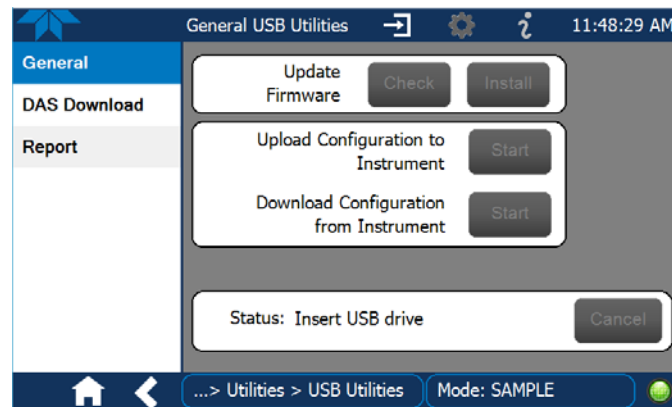 General USB Utilities
11:48:29 AM
General
DAS Download
Report
Update
Firmware
Check
Install
Upload Configuration to
Instrument
Start
Download Configuration
from Instrument
Start
Status: Insert USB drive
Cancel
...> Utilities > USB Utilities
Mode: SAMPLE